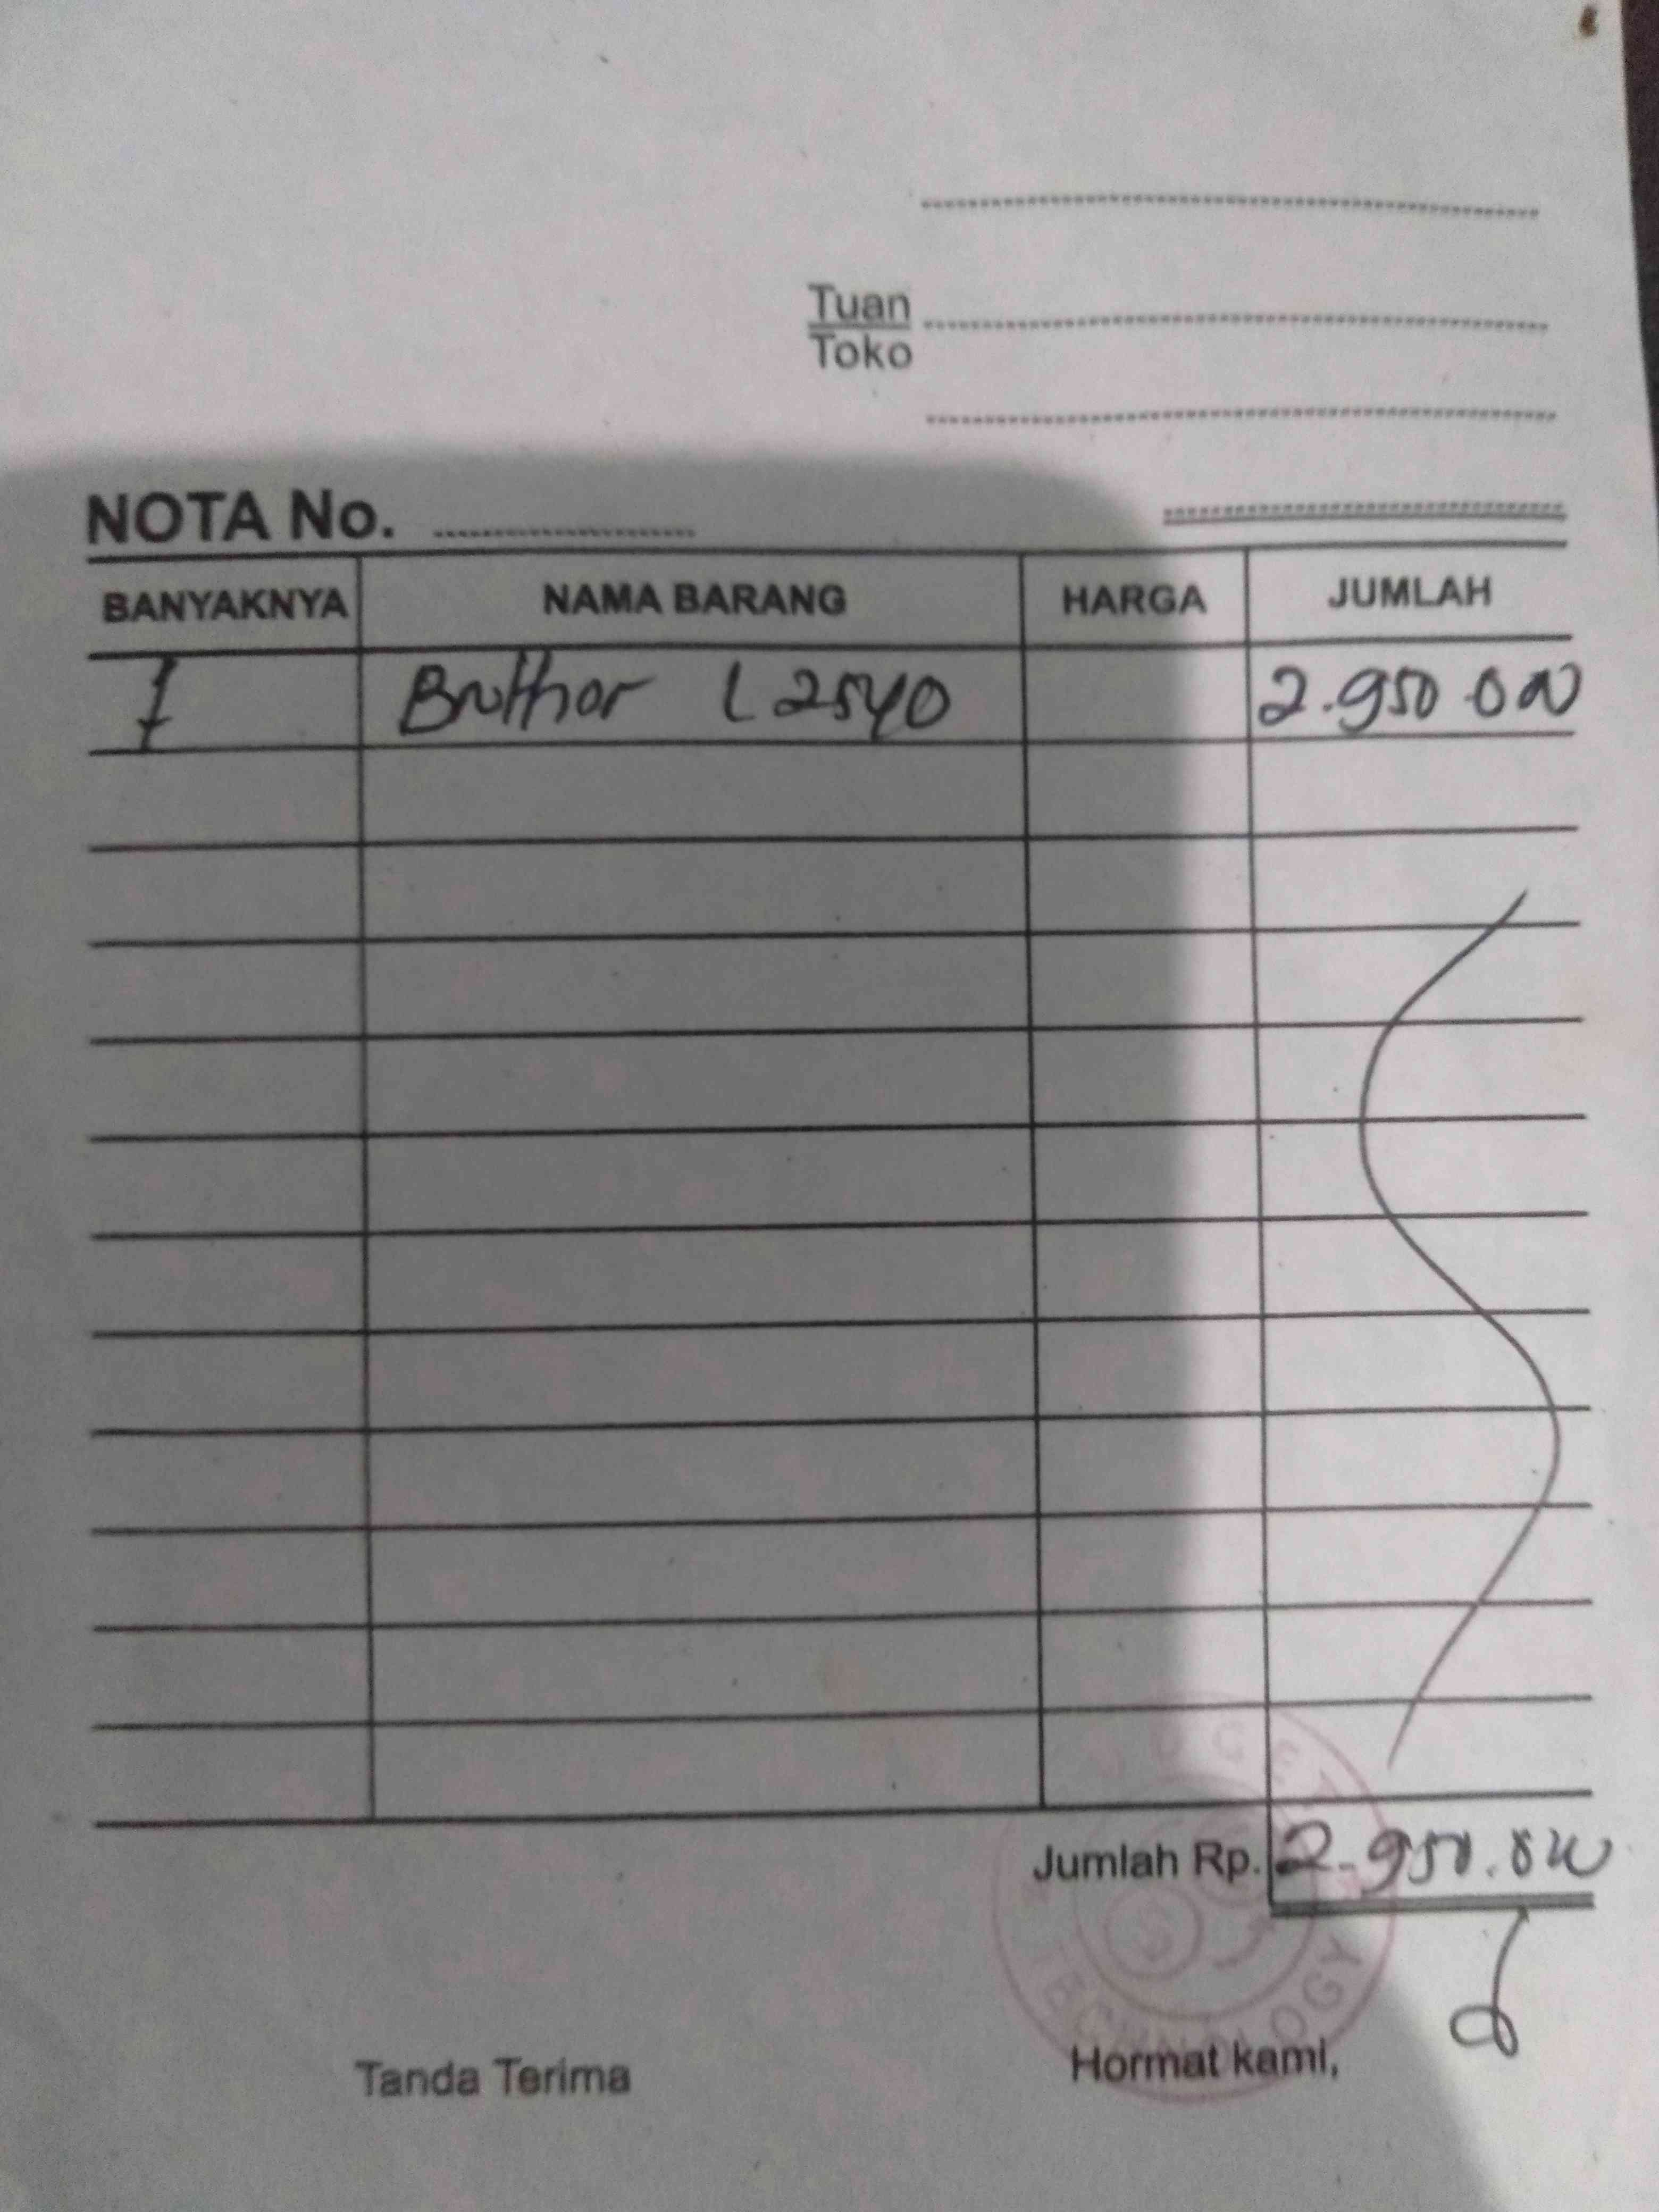 Tuan
Toko
NOTA No.
BANYAKNYA NAMA BARANG HARGA JUMLAH
1 Brother L2540 2.950 000
Jumlah Rp. 2.950.000
TECHNOLOGY
Tanda Terima Hormat kami,